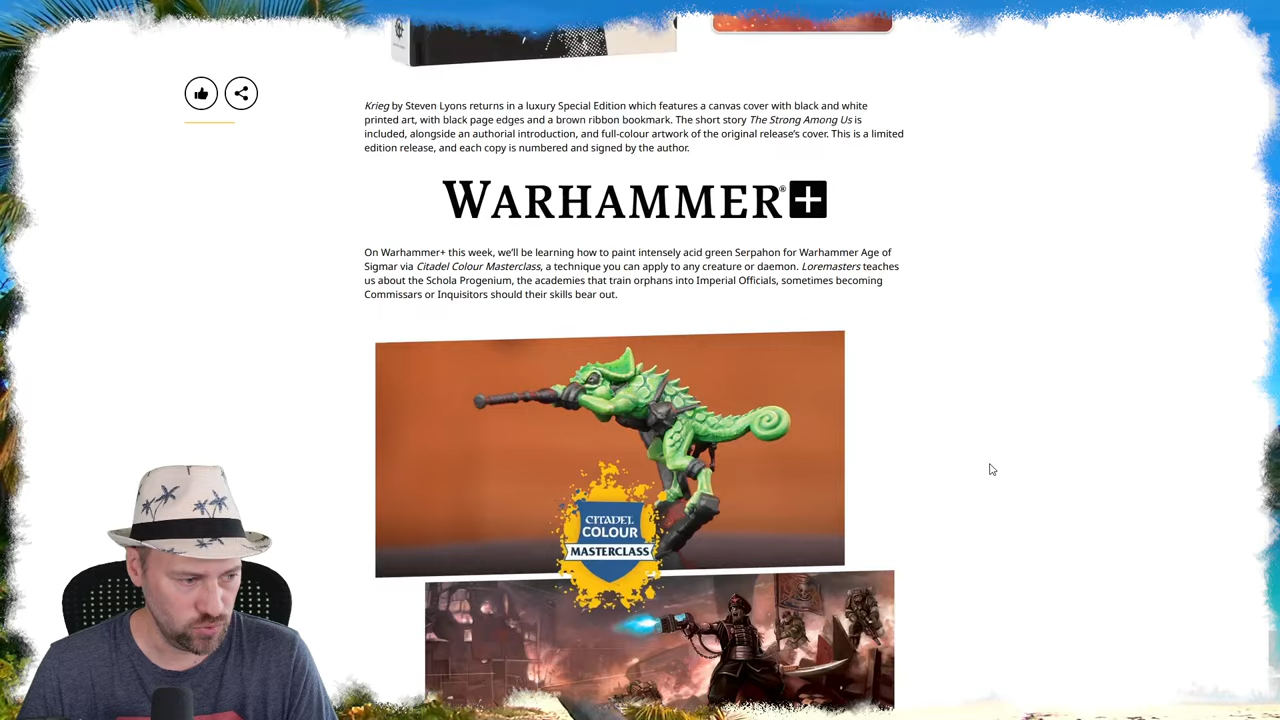 Krieg by Steven Lyons returns in a luxury Special Edition which features a canvas cover with black and white
printed art, with black page edges and a brown ribbon bookmark. The short story The Strong Among Us is
included, alongside an authorial introduction, and full-colour artwork of the original release's cover. This is a limited
edition release, and each copy is numbered and signed by the author.
WARHAMMER®+
On Warhammer+ this week, we'll be learning how to paint intensely acid green Serpahon for Warhammer Age of
Sigmar via Citadel Colour Masterclass, a technique you can apply to any creature or daemon. Loremasters teaches
us about the Schola Progenium, the academies that train orphans into Imperial Officials, sometimes becoming
Commissars or Inquisitors should their skills bear out.
CITADEL
COLOUR
MASTERCLASS